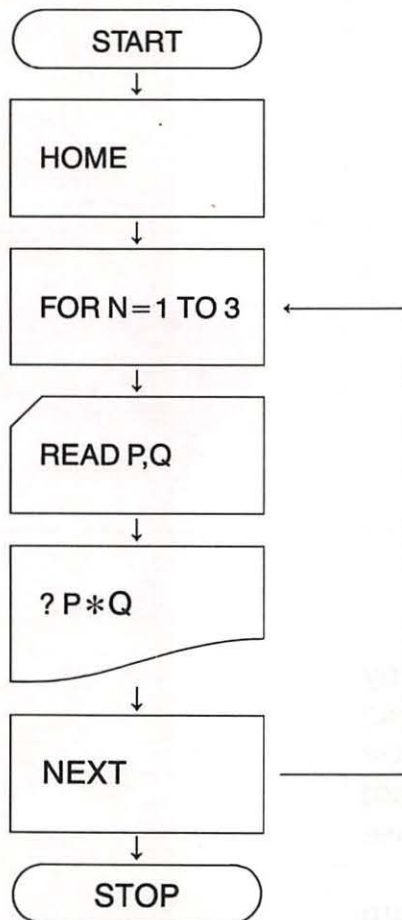 START
HOME
FOR N=1 TO 3
READ P,Q
? P*Q
NEXT
STOP